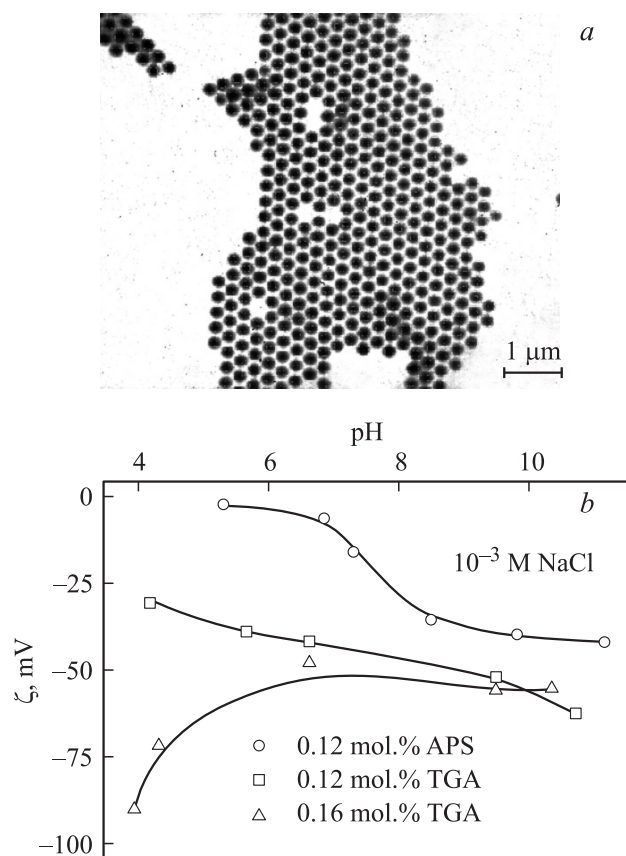 a
1 μm
pH
4 6 8 10
0 b
10⁻³ M NaCl
−25
−50
ζ, mV
0.12 mol.% APS
−75 0.12 mol.% TGA
0.16 mol.% TGA
−100